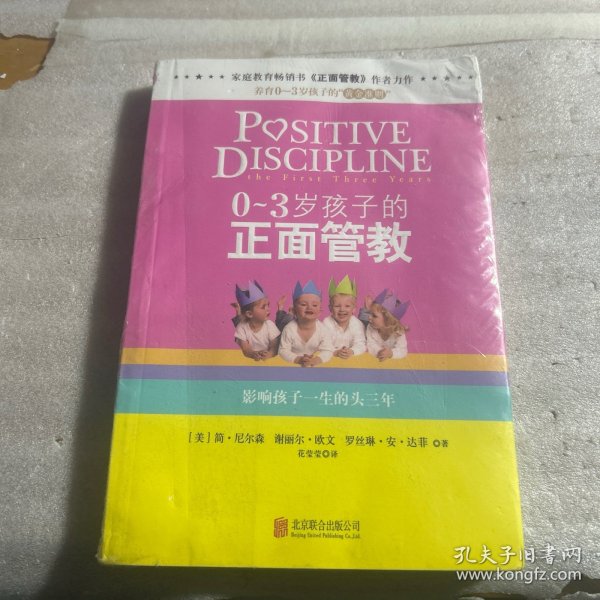 ★ ★ ★ ★ ★ 家庭教育畅销书《正面管教》作者力作 ★ ★ ★ ★ ★
养育0～3岁孩子的“黄金准则”
POSITIVE
DISCIPLINE
the First Three Years
0~3岁孩子的
正面管教
影响孩子一生的头三年
［美］简·尼尔森 谢丽尔·欧文 罗丝琳·安·达菲 ◎著
花莹莹◎译
北京联合出版公司
Beijing United Publishing Co.,Ltd.
孔夫子旧书网
www.kongfz.com